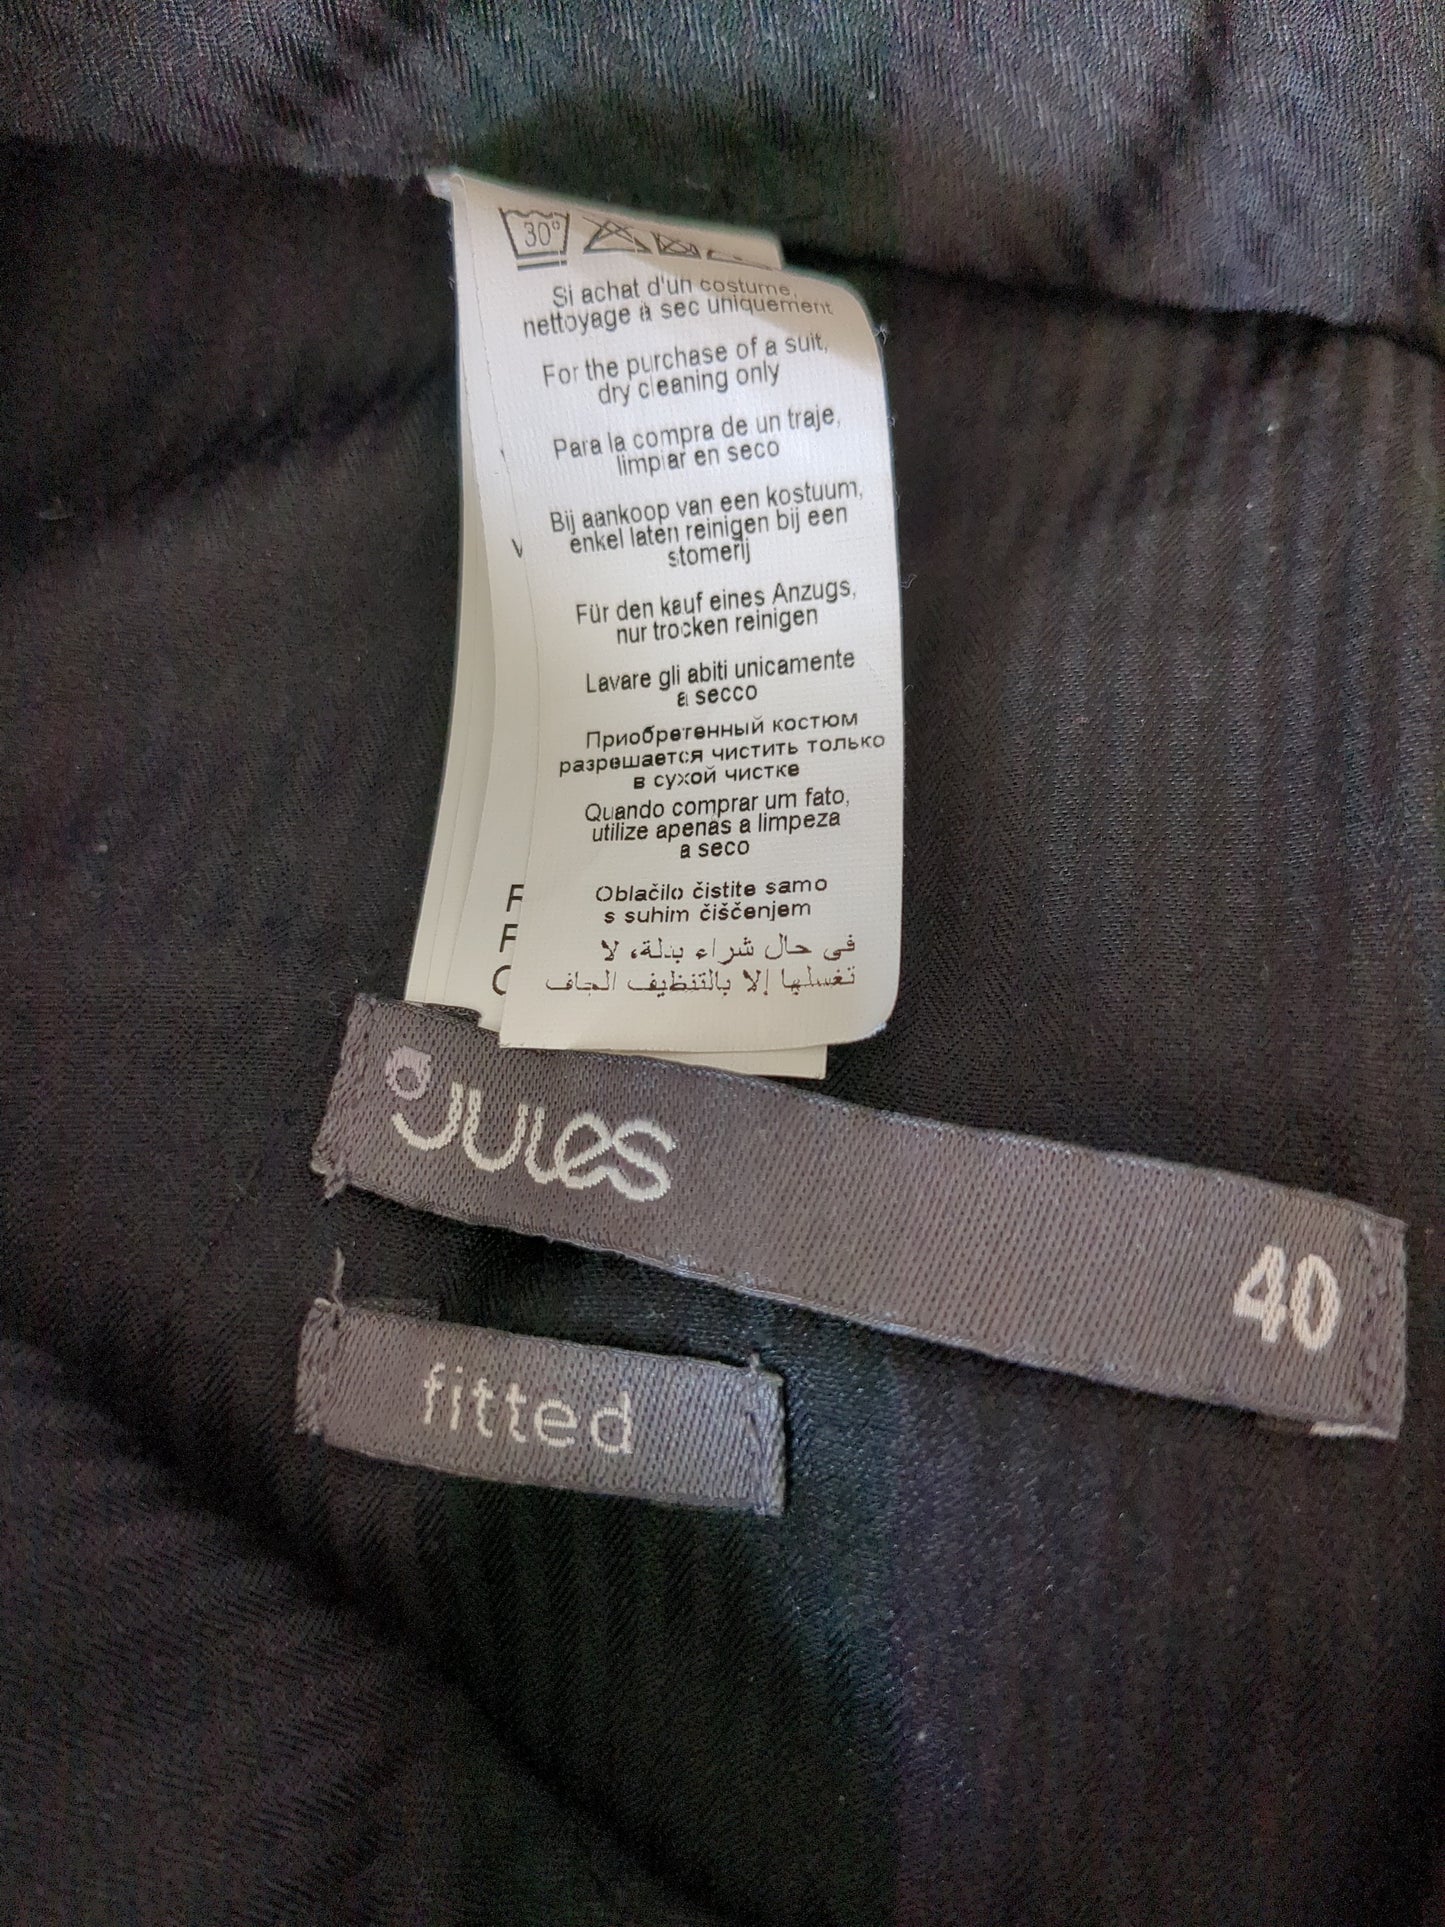 30°
Si achat d'un costume,
nettoyage à sec uniquement
For the purchase of a suit,
dry cleaning only
Para la compra de un traje,
limpiar en seco
Bij aankoop van een kostuum,
enkel laten reinigen bij een
stomerij
Für den kauf eines Anzugs,
nur trocken reinigen
Lavare gli abiti unicamente
a secco
Приобретенный костюм
разрешается чистить только
в сухой чистке
Quando comprar um fato,
utilize apenas a limpeza
a seco
Oblačilo čistite samo
s suhim čiščenjem
في حال شراء بذلة، لا
تغسلها إلا بالتنظيف الجاف
JULES
40
fitted